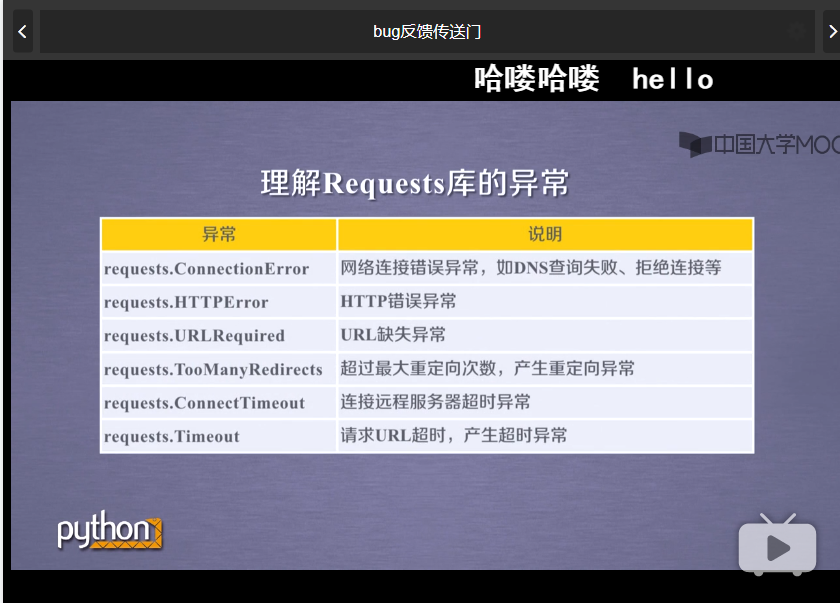 bug反馈传送门
哈喽哈喽 hello
中国大学MOO
理解Requests库的异常
异常 说明
requests.ConnectionError 网络连接错误异常，如DNS查询失败、拒绝连接等
requests.HTTPError HTTP错误异常
requests.URLRequired URL缺失异常
requests.TooManyRedirects 超过最大重定向次数，产生重定向异常
requests.ConnectTimeout 连接远程服务器超时异常
requests.Timeout 请求URL超时，产生超时异常
python